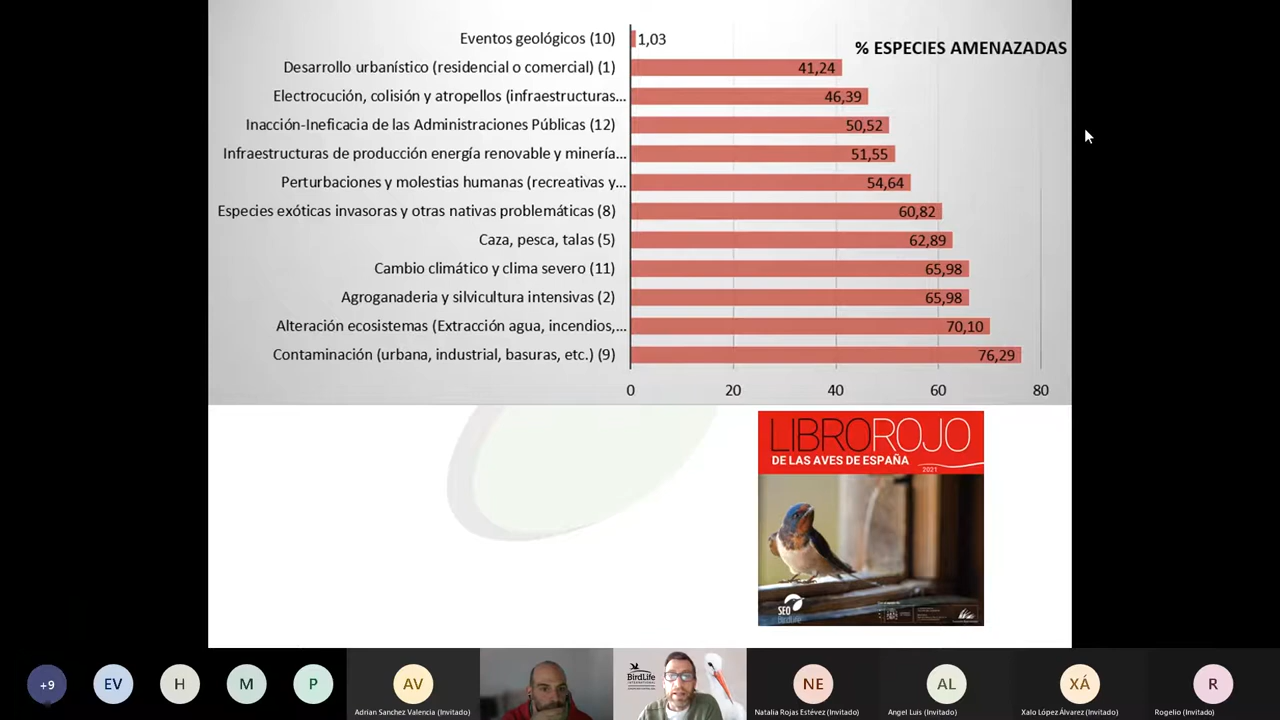 Eventos geológicos (10)
1,03
% ESPECIES AMENAZADAS
Desarrollo urbanístico (residencial o comercial) (1)
41,24
Electrocución, colisión y atropellos (infraestructuras...
46,39
Inacción-Ineficacia de las Administraciones Públicas (12)
50,52
Infraestructuras de producción energía renovable y minería...
51,55
Perturbaciones y molestias humanas (recreativas y...
54,64
Especies exóticas invasoras y otras nativas problemáticas (8)
60,82
Caza, pesca, talas (5)
62,89
Cambio climático y clima severo (11)
65,98
Agroganaderia y silvicultura intensivas (2)
65,98
Alteración ecosistemas (Extracción agua, incendios,...
70,10
Contaminación (urbana, industrial, basuras, etc.) (9)
76,29
0 20 40 60 80
LIBROROJO
DE LAS AVES DE ESPAÑA
2021
SEO
BirdLife
+9
EV
H
M
P
AV
Adrian Sanchez Valencia (Invitado)
BirdLife
INTERNATIONAL
NE
Natalia Rojas Estévez (Invitado)
AL
Angel Luis (Invitado)
XÁ
Xalo López Álvarez (Invitado)
R
Rogelio (Invitado)